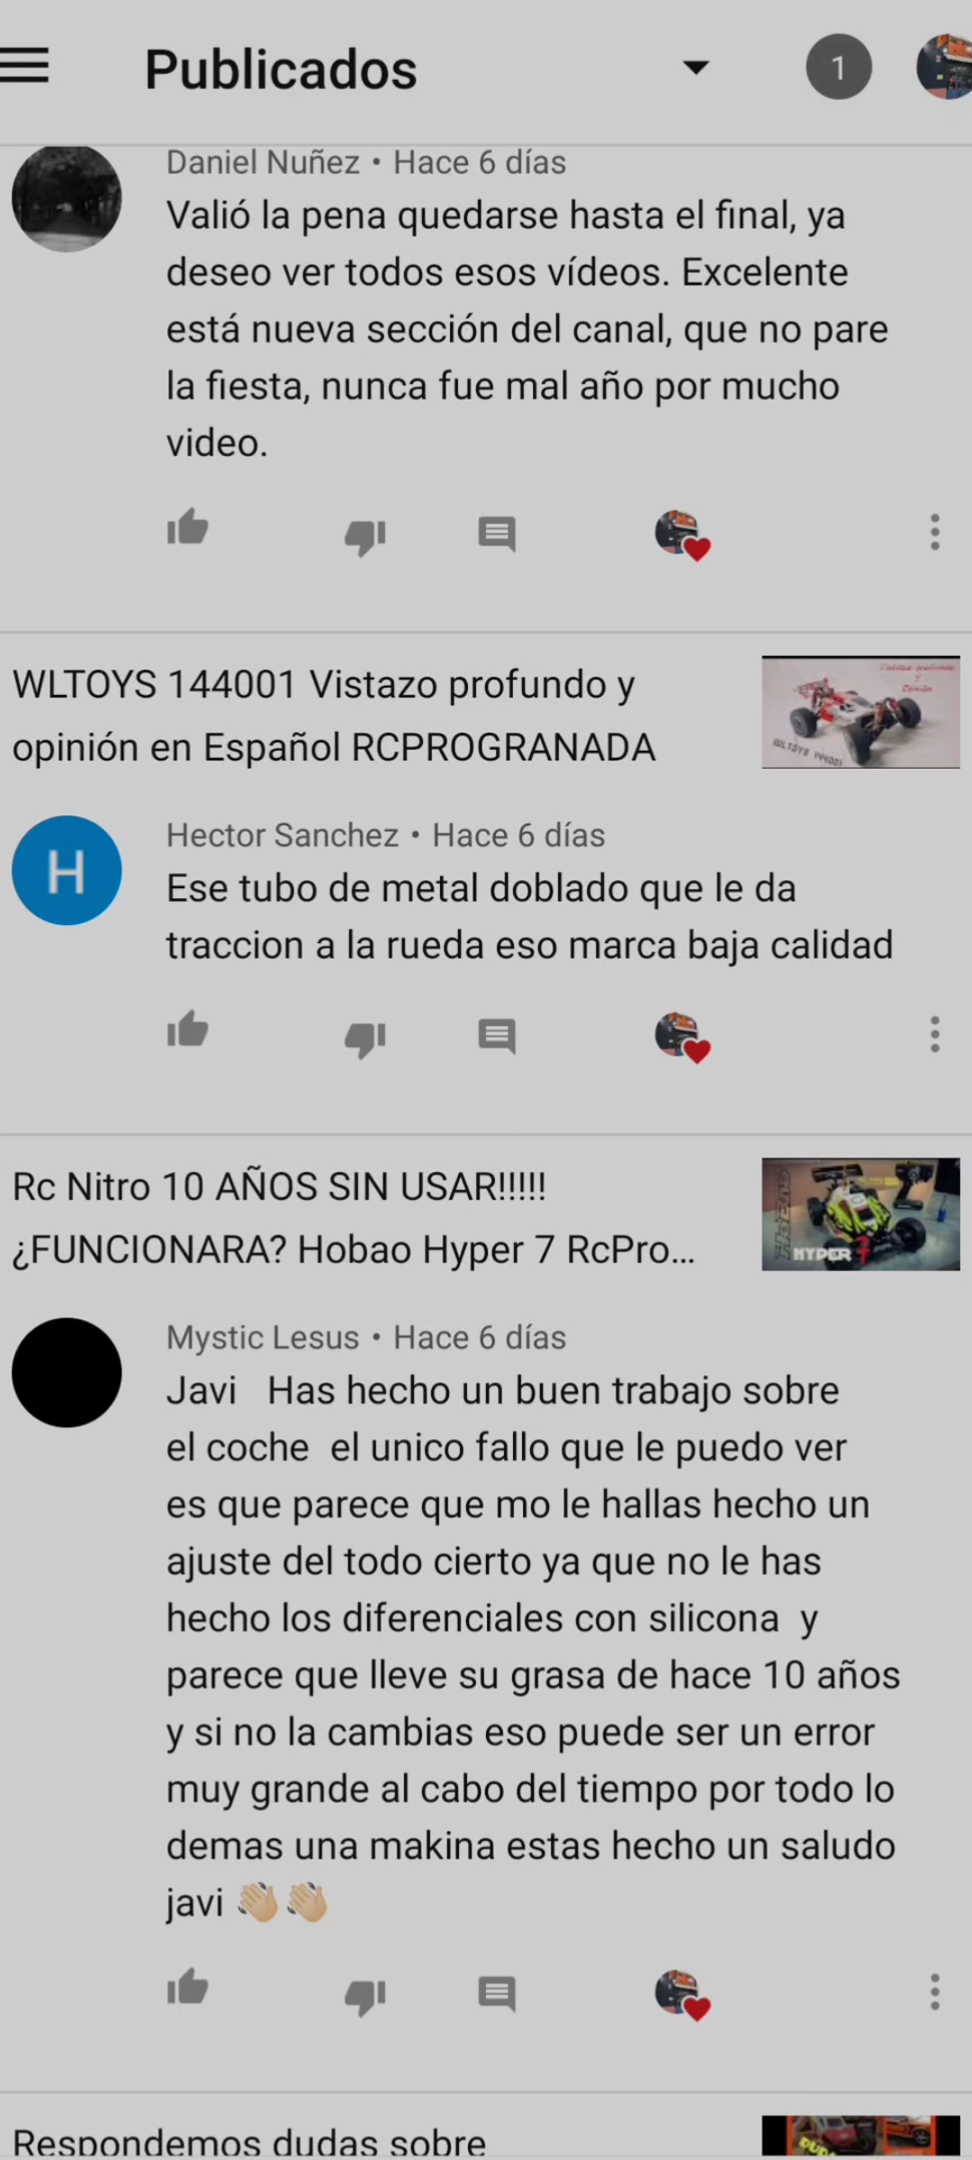 Publicados
1
Daniel Nuñez • Hace 6 días
Valió la pena quedarse hasta el final, ya
deseo ver todos esos vídeos. Excelente
está nueva sección del canal, que no pare
la fiesta, nunca fue mal año por mucho
video.
WLTOYS 144001 Vistazo profundo y
opinión en Español RCPROGRANADA
Y
Opinión
WLTOYS 144001
Hector Sanchez • Hace 6 días
H
Ese tubo de metal doblado que le da
traccion a la rueda eso marca baja calidad
Rc Nitro 10 AÑOS SIN USAR!!!!!
¿FUNCIONARA? Hobao Hyper 7 RcPro...
HYPER 7
Mystic Lesus • Hace 6 días
Javi   Has hecho un buen trabajo sobre
el coche  el unico fallo que le puedo ver
es que parece que mo le hallas hecho un
ajuste del todo cierto ya que no le has
hecho los diferenciales con silicona  y
parece que lleve su grasa de hace 10 años
y si no la cambias eso puede ser un error
muy grande al cabo del tiempo por todo lo
demas una makina estas hecho un saludo
javi 👋🏼👋🏼
Respondemos dudas sobre